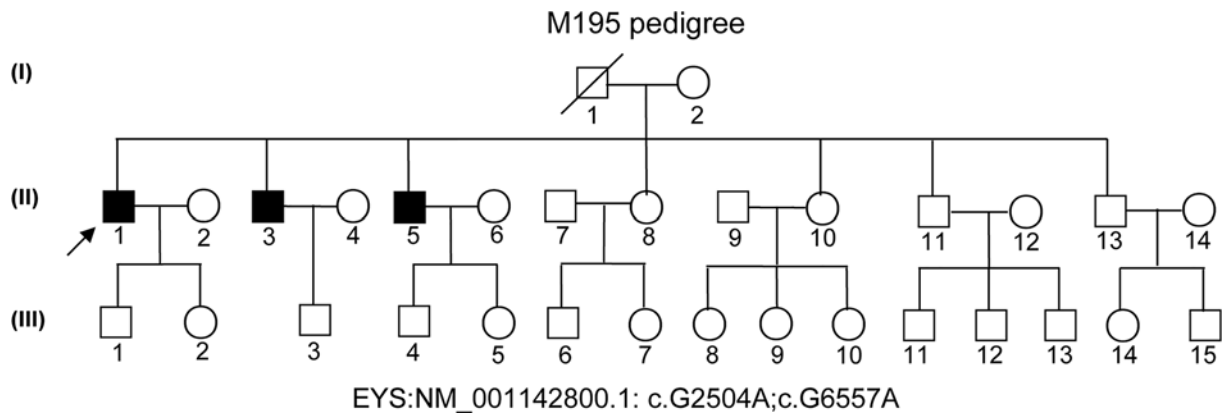 M195 pedigree
(I)
1 2
(II)
1 2 3 4 5 6 7 8 9 10 11 12 13 14
(III)
1 2 3 4 5 6 7 8 9 10 11 12 13 14 15
EYS:NM_001142800.1: c.G2504A;c.G6557A